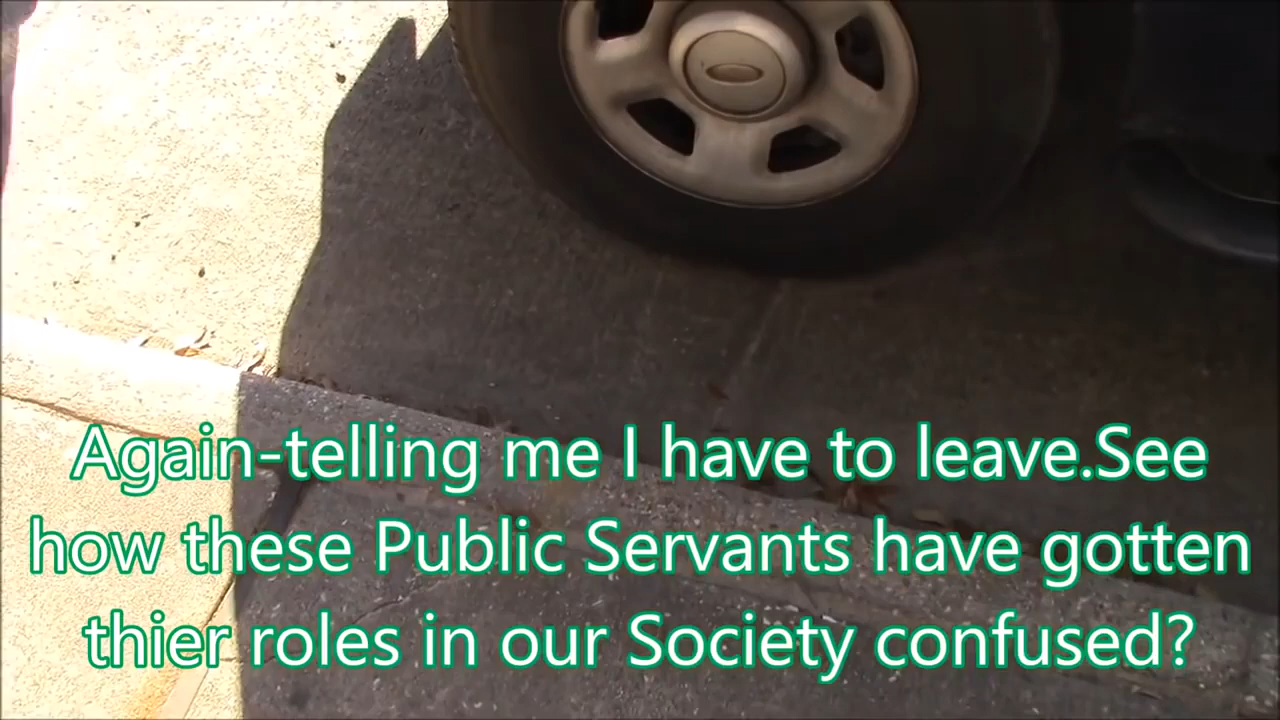 Again-telling me I have to leave.See
how these Public Servants have gotten
thier roles in our Society confused?